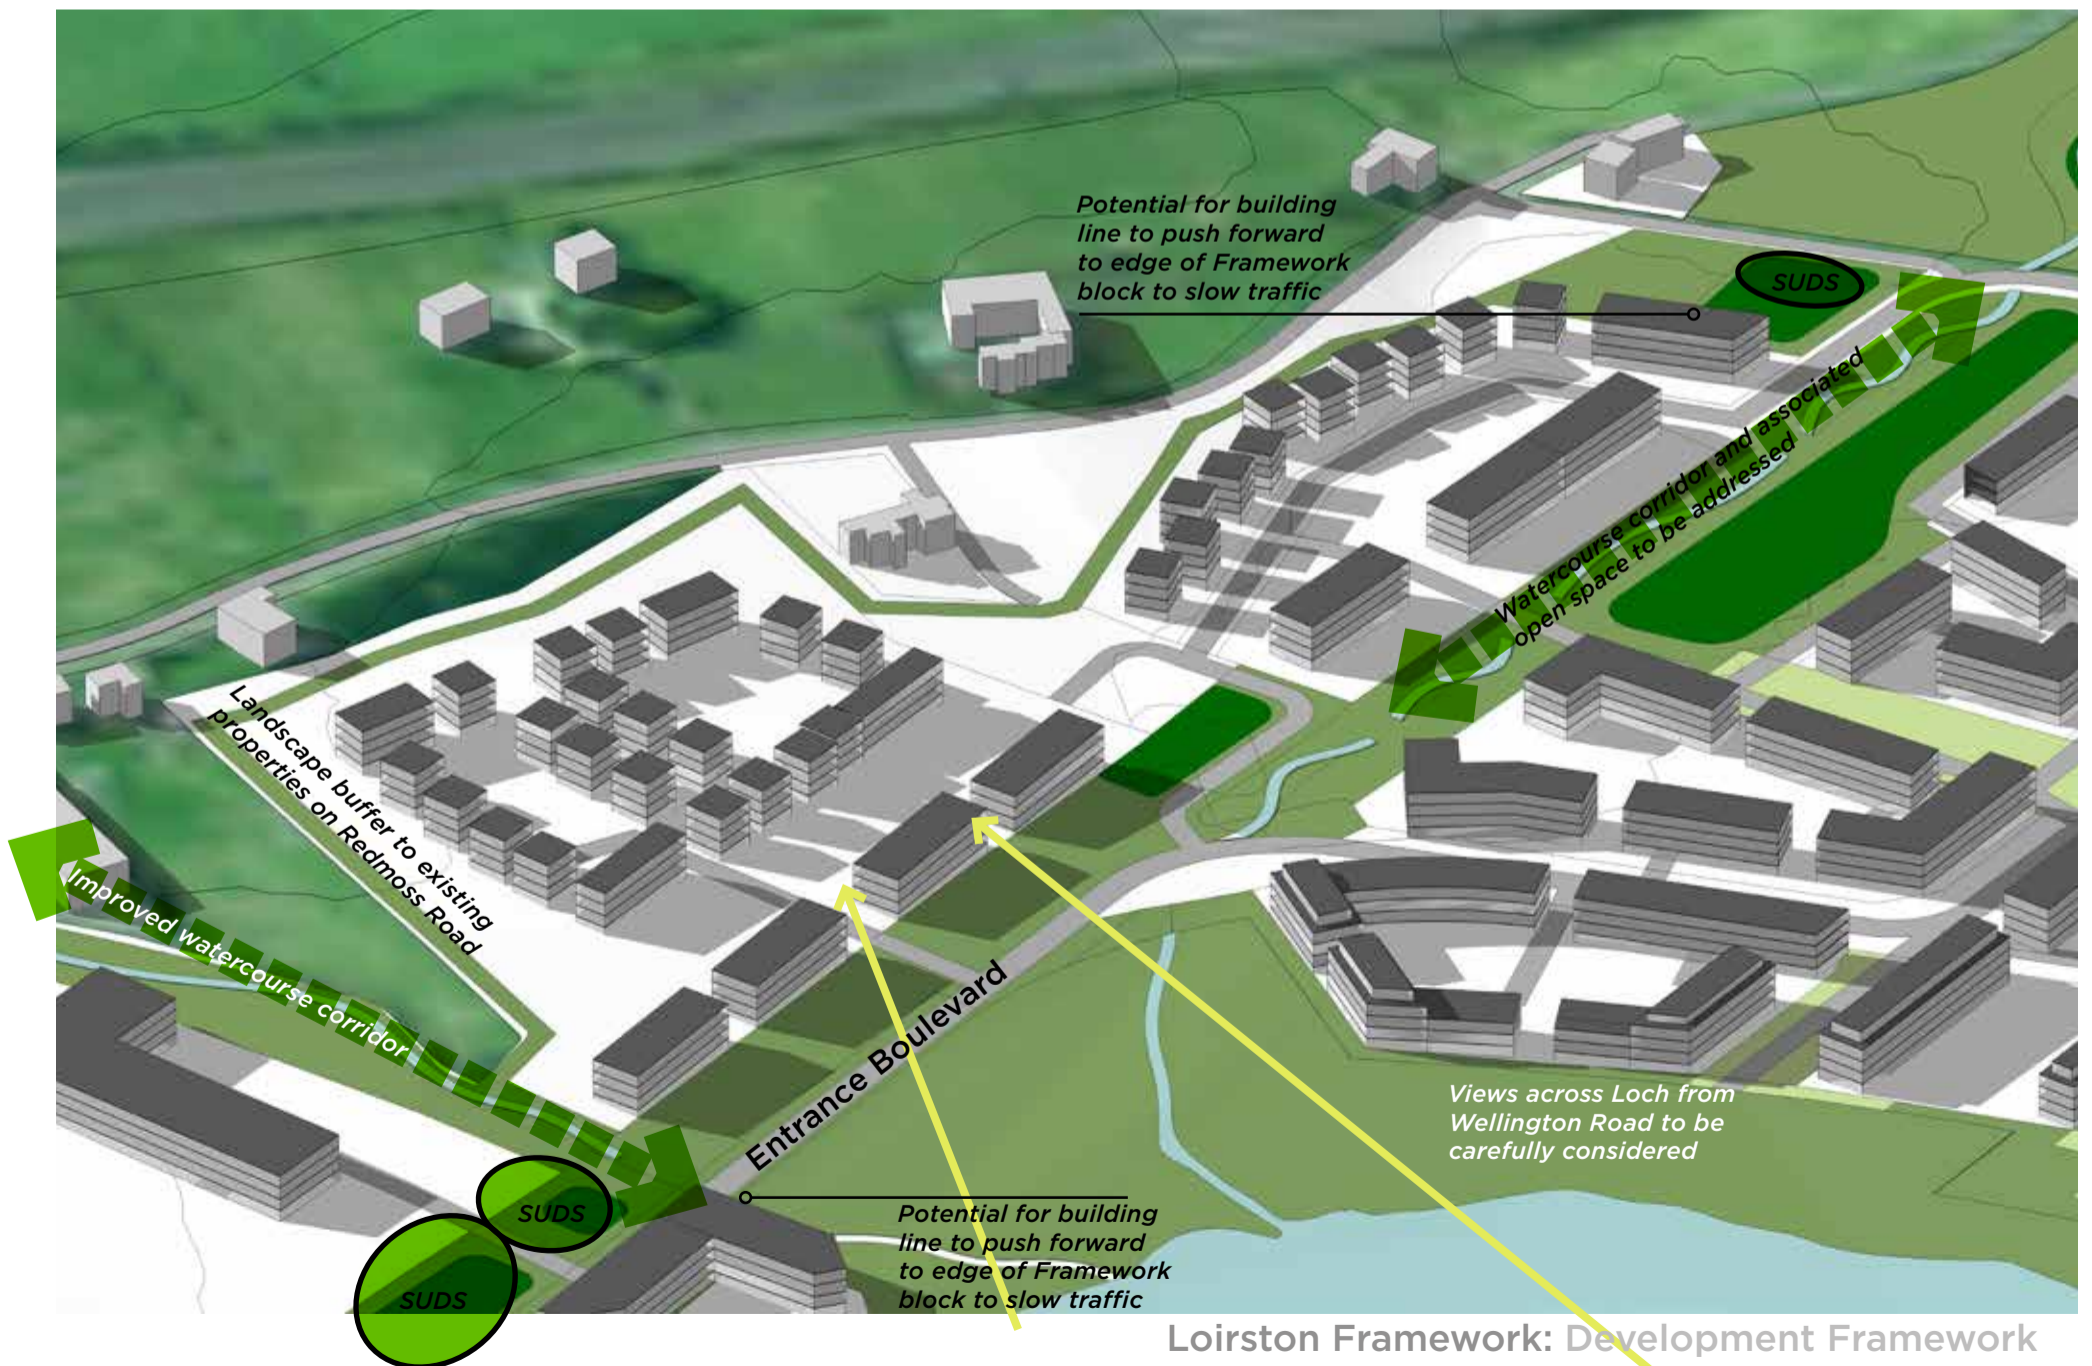 Potential for building
line to push forward
to edge of Framework
block to slow traffic
SUDS
Watercourse corridor and associated
open space to be addressed
Landscape buffer to existing
properties on Redmoss Road
Improved watercourse corridor
Entrance Boulevard
Views across Loch from
Wellington Road to be
carefully considered
SUDS
SUDS
Potential for building
line to push forward
to edge of Framework
block to slow traffic
Loirston Framework: Development Framework